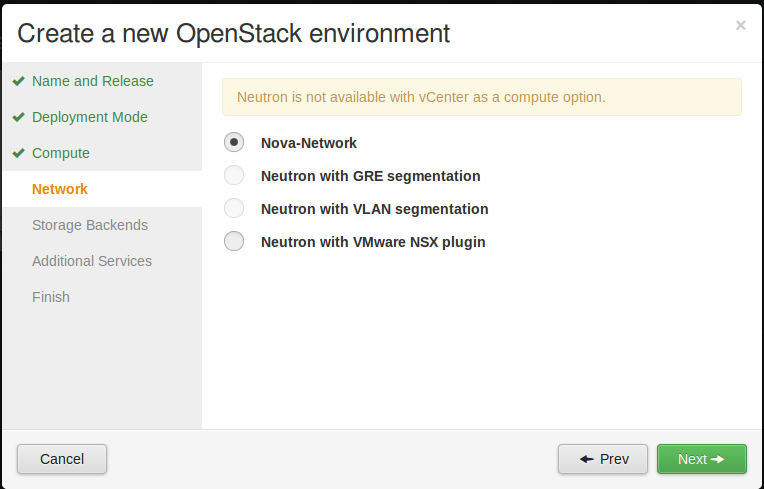 Create a new OpenStack environment
×
Name and Release
Deployment Mode
Compute
Network
Storage Backends
Additional Services
Finish
Neutron is not available with vCenter as a compute option.
Nova-Network
Neutron with GRE segmentation
Neutron with VLAN segmentation
Neutron with VMware NSX plugin
Cancel
Prev
Next